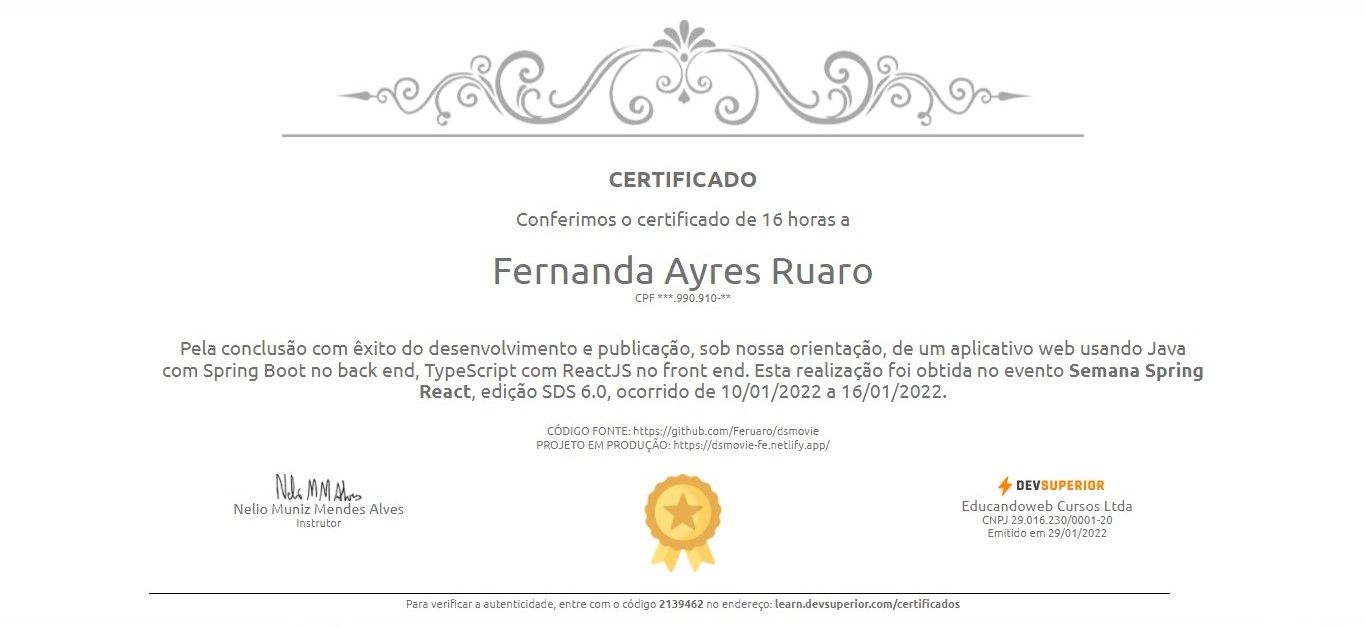 CERTIFICADO
Conferimos o certificado de 16 horas a
Fernanda Ayres Ruaro
CPF ***.990.910-**
Pela conclusão com êxito do desenvolvimento e publicação, sob nossa orientação, de um aplicativo web usando Java
com Spring Boot no back end, TypeScript com ReactJS no front end. Esta realização foi obtida no evento Semana Spring
React, edição SDS 6.0, ocorrido de 10/01/2022 a 16/01/2022.
CÓDIGO FONTE: https://github.com/Feruaro/dsmovie
PROJETO EM PRODUÇÃO: https://dsmovie-fe.netlify.app/
Nelio Muniz Mendes Alves
Instrutor
DEVSUPERIOR
Educandoweb Cursos Ltda
CNPJ 29.016.230/0001-20
Emitido em 29/01/2022
Para verificar a autenticidade, entre com o código 2139462 no endereço: learn.devsuperior.com/certificados